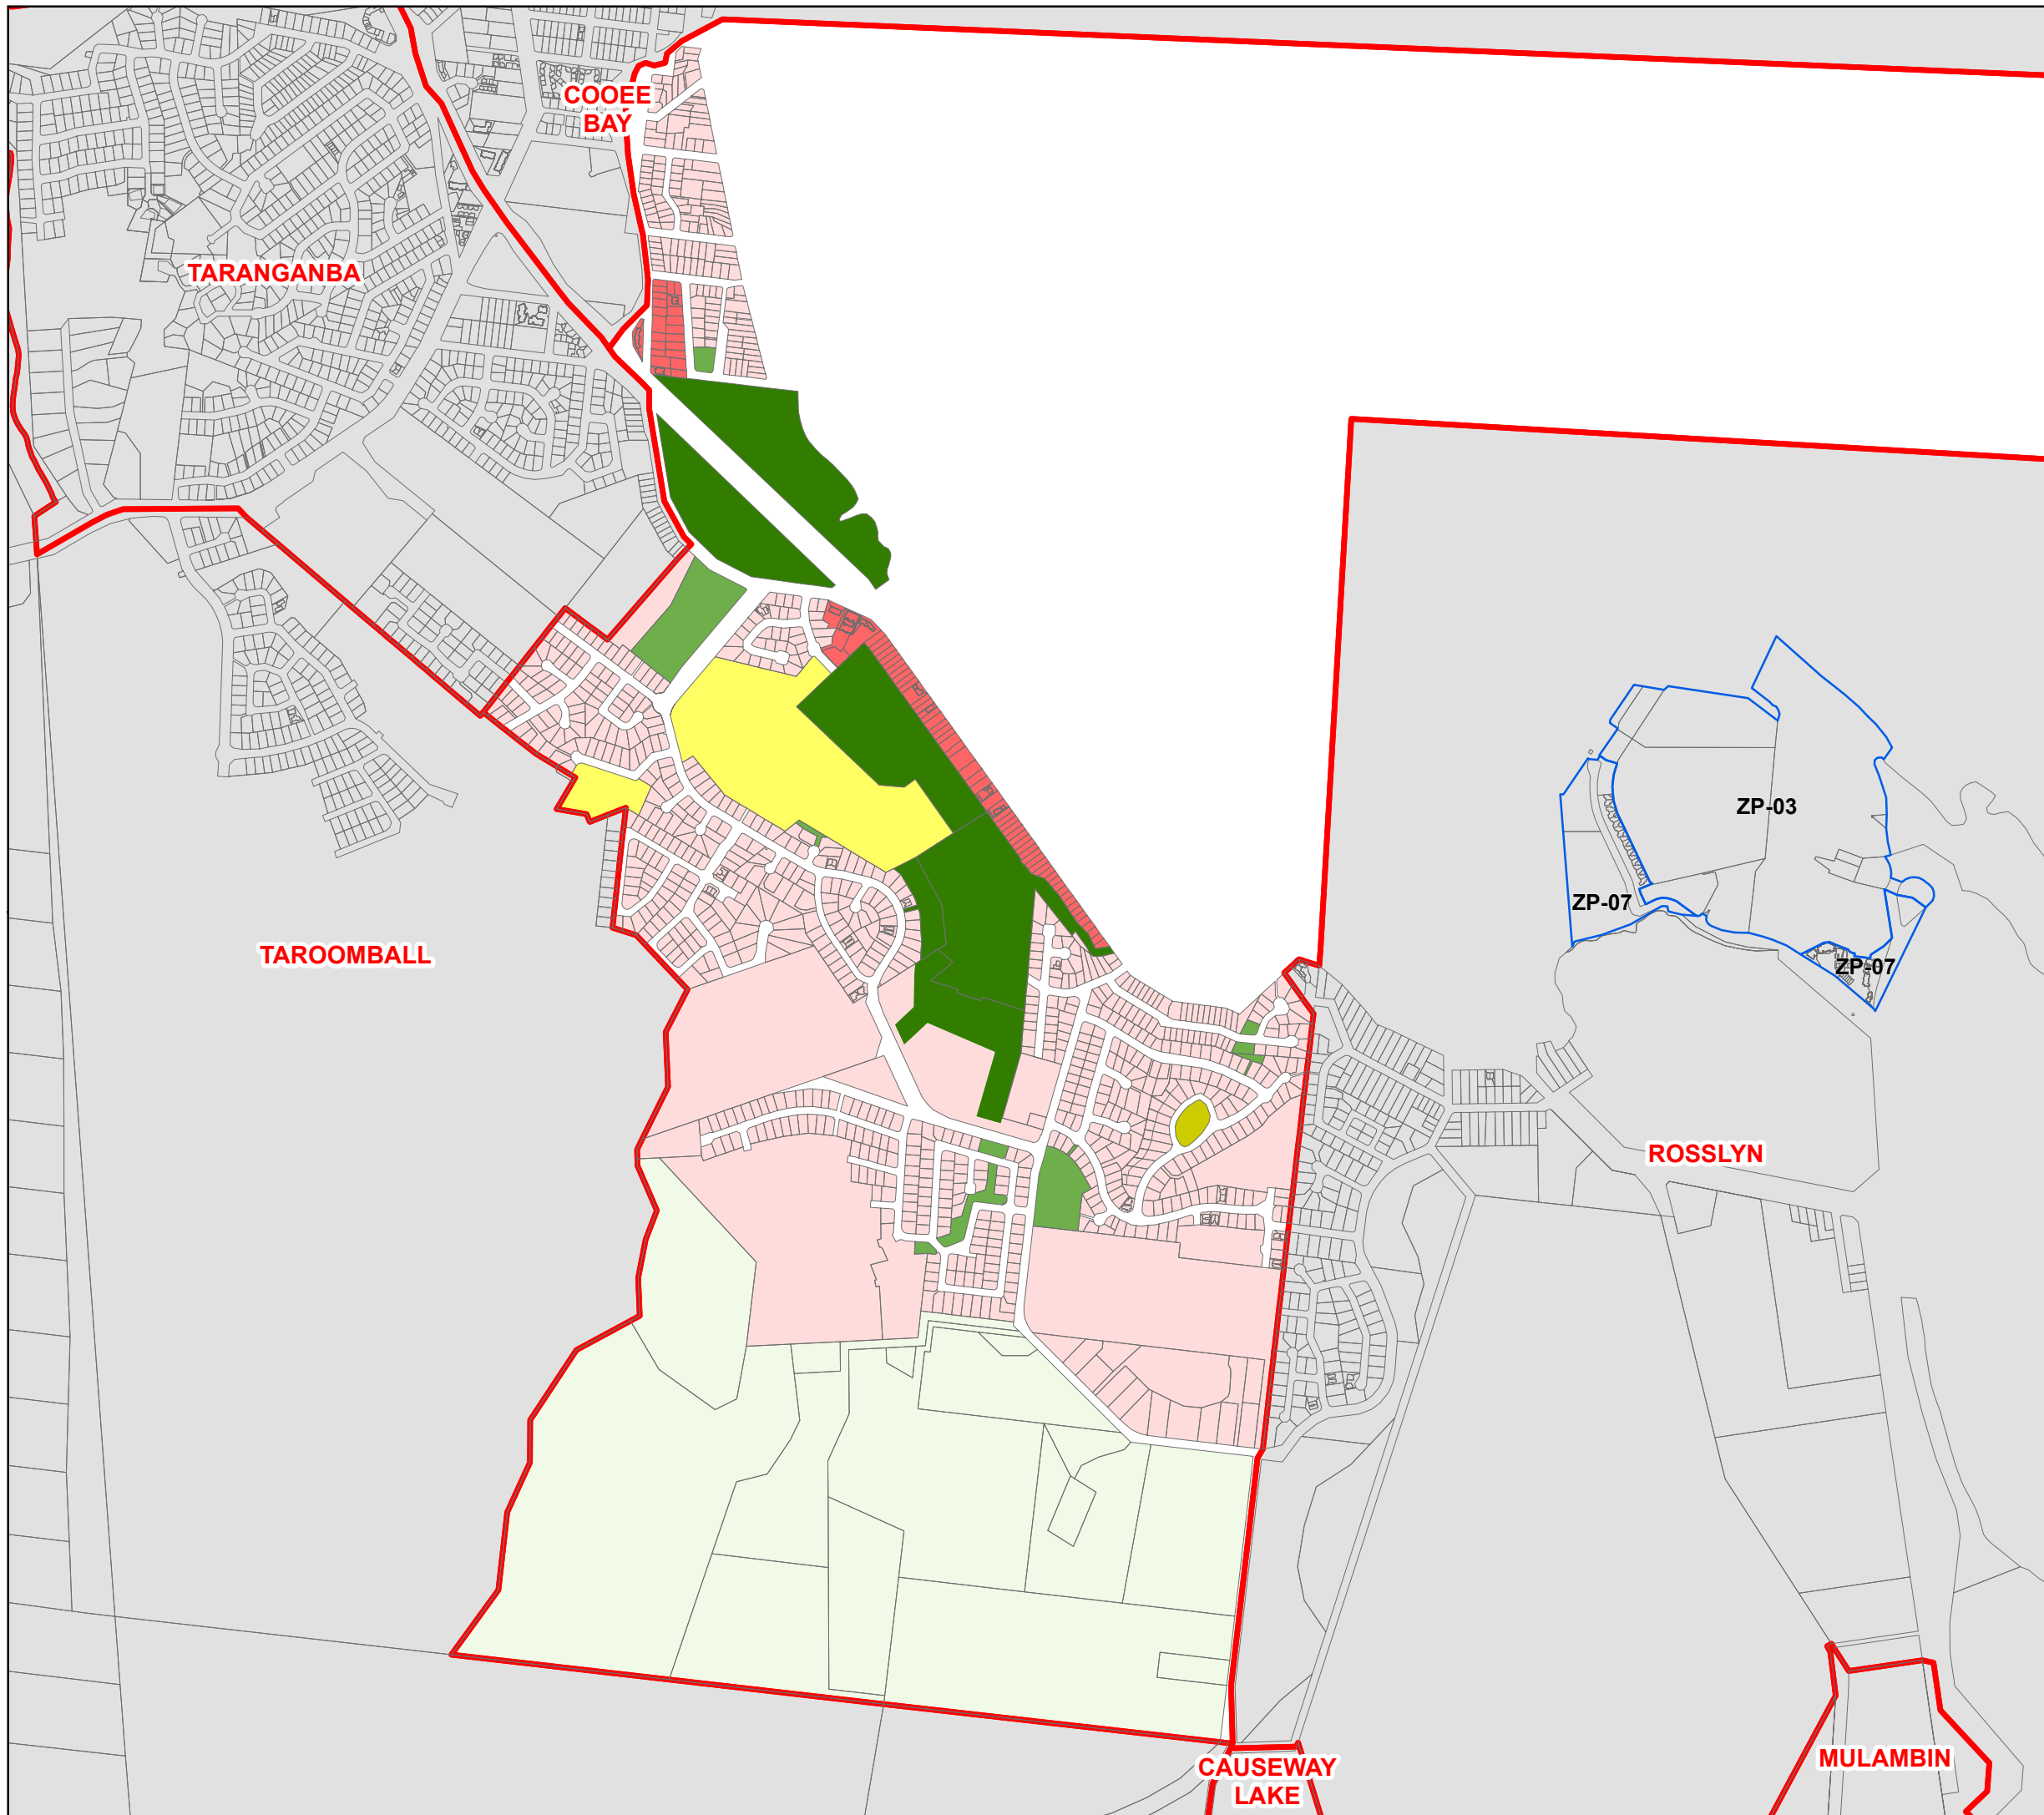 COOEE
BAY
TARANGANBA
ZP-03
ZP-07
TAROOMBALL
ZP-07
ROSSLYN
CAUSEWAY
LAKE
MULAMBIN